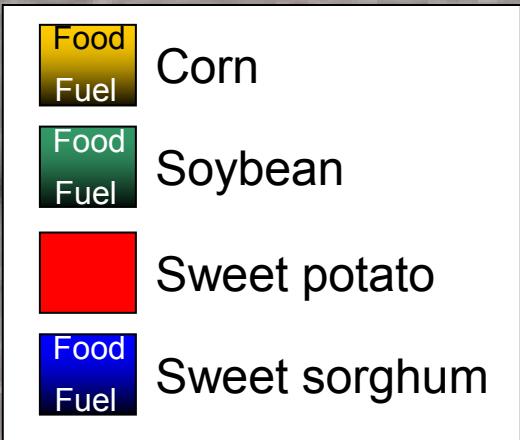 Food
Fuel
Corn
Food
Fuel
Soybean
Sweet potato
Food
Fuel
Sweet sorghum